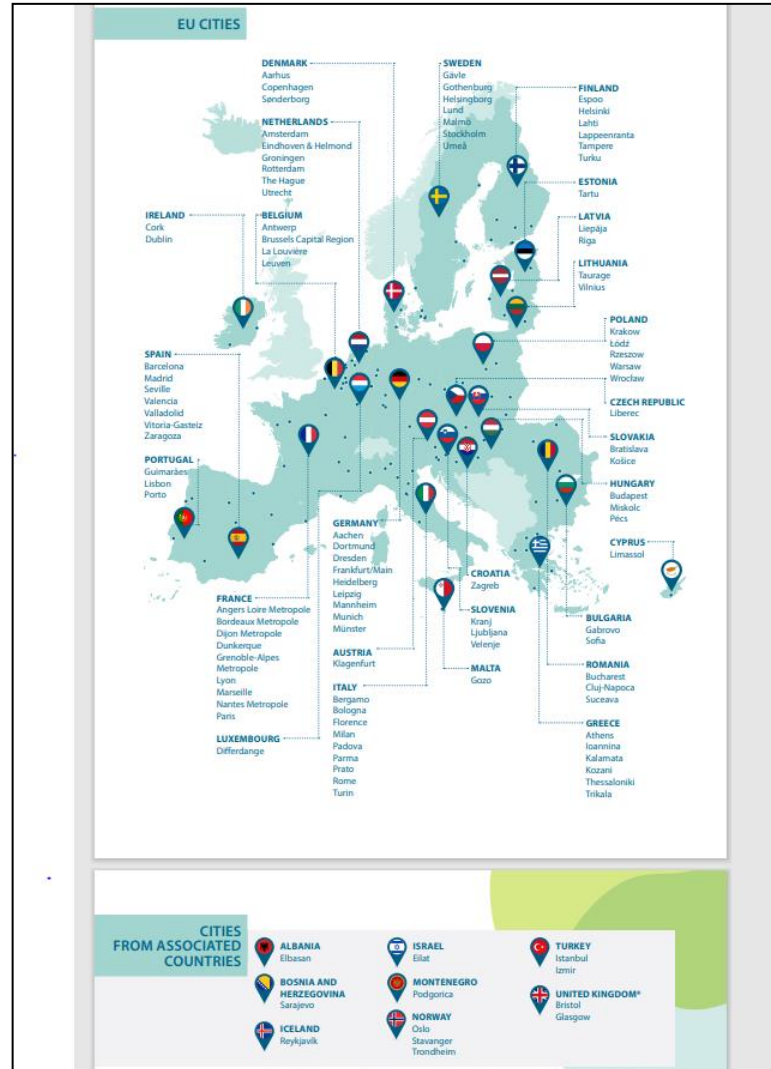 EU CITIES
DENMARK
Aarhus
Copenhagen
Sønderborg
SWEDEN
Gävle
Gothenburg
Helsingborg
Lund
Malmö
Stockholm
Umeå
FINLAND
Espoo
Helsinki
Lahti
Lappeenranta
Tampere
Turku
NETHERLANDS
Amsterdam
Eindhoven & Helmond
Groningen
Rotterdam
The Hague
Utrecht
ESTONIA
Tartu
IRELAND
Cork
Dublin
BELGIUM
Antwerp
Brussels Capital Region
La Louvière
Leuven
LATVIA
Liepāja
Riga
LITHUANIA
Taurage
Vilnius
POLAND
Krakow
Łódź
Rzeszow
Warsaw
Wrocław
SPAIN
Barcelona
Madrid
Seville
Valencia
Valladolid
Vitoria-Gasteiz
Zaragoza
CZECH REPUBLIC
Liberec
SLOVAKIA
Bratislava
Košice
PORTUGAL
Guimarães
Lisbon
Porto
HUNGARY
Budapest
Miskolc
Pécs
GERMANY
Aachen
Dortmund
Dresden
Frankfurt/Main
Heidelberg
Leipzig
Mannheim
Munich
Münster
CYPRUS
Limassol
CROATIA
Zagreb
FRANCE
Angers Loire Metropole
Bordeaux Metropole
Dijon Metropole
Dunkerque
Grenoble-Alpes
Metropole
Lyon
Marseille
Nantes Metropole
Paris
SLOVENIA
Kranj
Ljubljana
Velenje
BULGARIA
Gabrovo
Sofia
AUSTRIA
Klagenfurt
MALTA
Gozo
ROMANIA
Bucharest
Cluj-Napoca
Suceava
ITALY
Bergamo
Bologna
Florence
Milan
Padova
Parma
Prato
Rome
Turin
GREECE
Athens
Ioannina
Kalamata
Kozani
Thessaloniki
Trikala
LUXEMBOURG
Differdange
CITIES
FROM ASSOCIATED
COUNTRIES
ALBANIA
Elbasan
BOSNIA AND
HERZEGOVINA
Sarajevo
ICELAND
Reykjavík
ISRAEL
Eilat
MONTENEGRO
Podgorica
NORWAY
Oslo
Stavanger
Trondheim
TURKEY
Istanbul
Izmir
UNITED KINGDOM*
Bristol
Glasgow